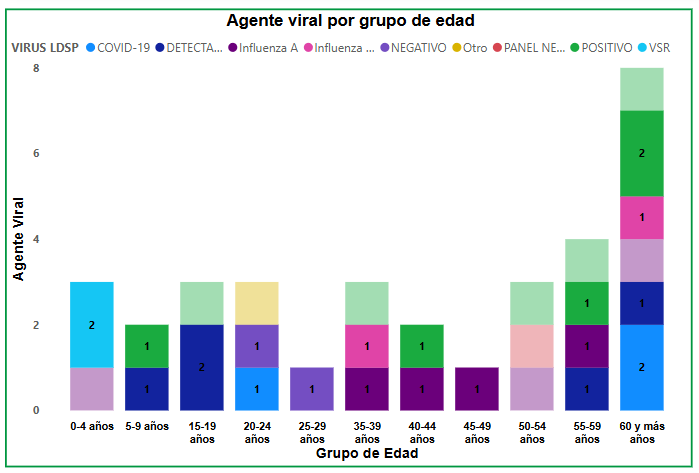 Agente viral por grupo de edad
VIRUS LDSP COVID-19 DETECTA... Influenza A Influenza ... NEGATIVO Otro PANEL NE... POSITIVO VSR
8
6
4
2
0
Agente VIral
2
1
1
2
1
1
1
1
1
1
1
1
1
1
1
2
1
1
2
0-4 años
5-9 años
15-19
años
20-24
años
25-29
años
35-39
años
40-44
años
45-49
años
50-54
años
55-59
años
60 y más
años
Grupo de Edad